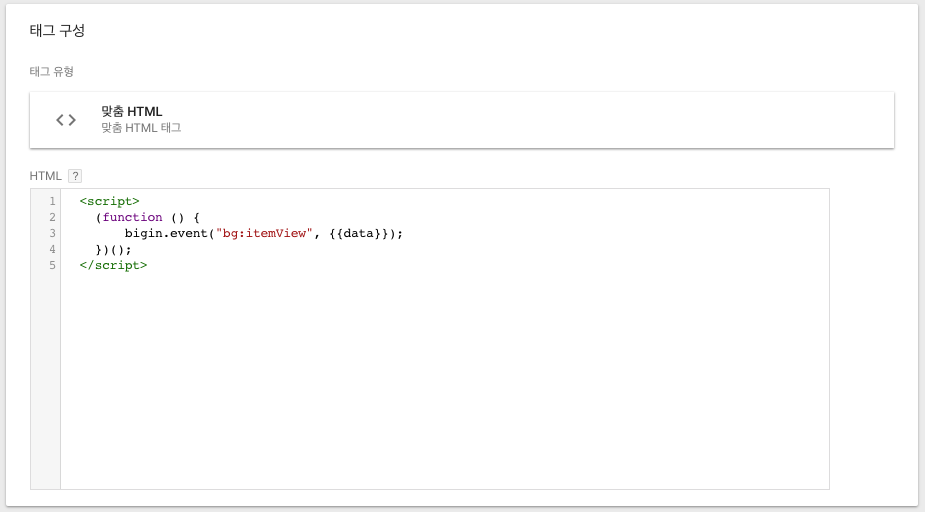 태그 구성
태그 유형
맞춤 HTML
맞춤 HTML 태그
HTML ?
1 <script>
2 (function () {
3 bigin.event("bg:itemView", {{data}});
4 })();
5 </script>